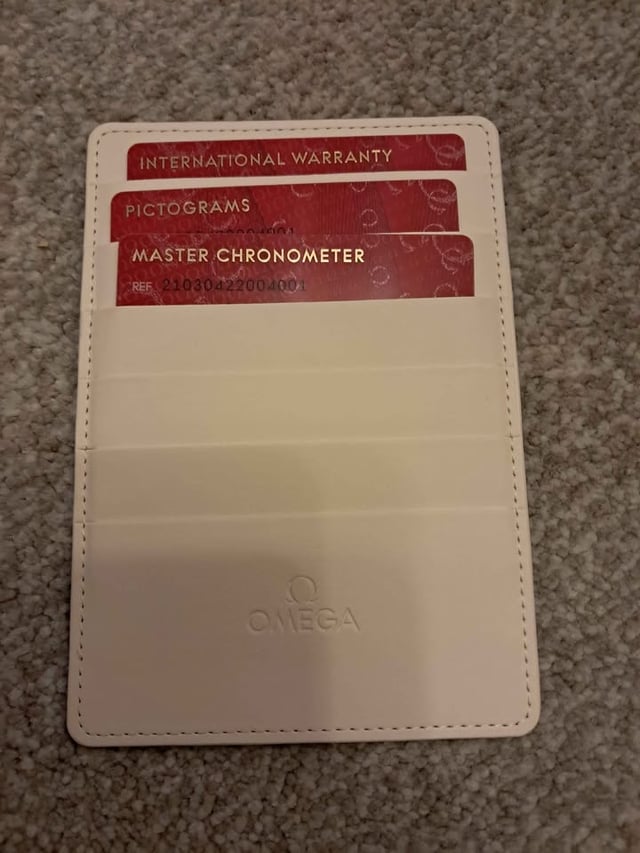 INTERNATIONAL WARRANTY
PICTOGRAMS
MASTER CHRONOMETER
REF 21030422004001
OMEGA